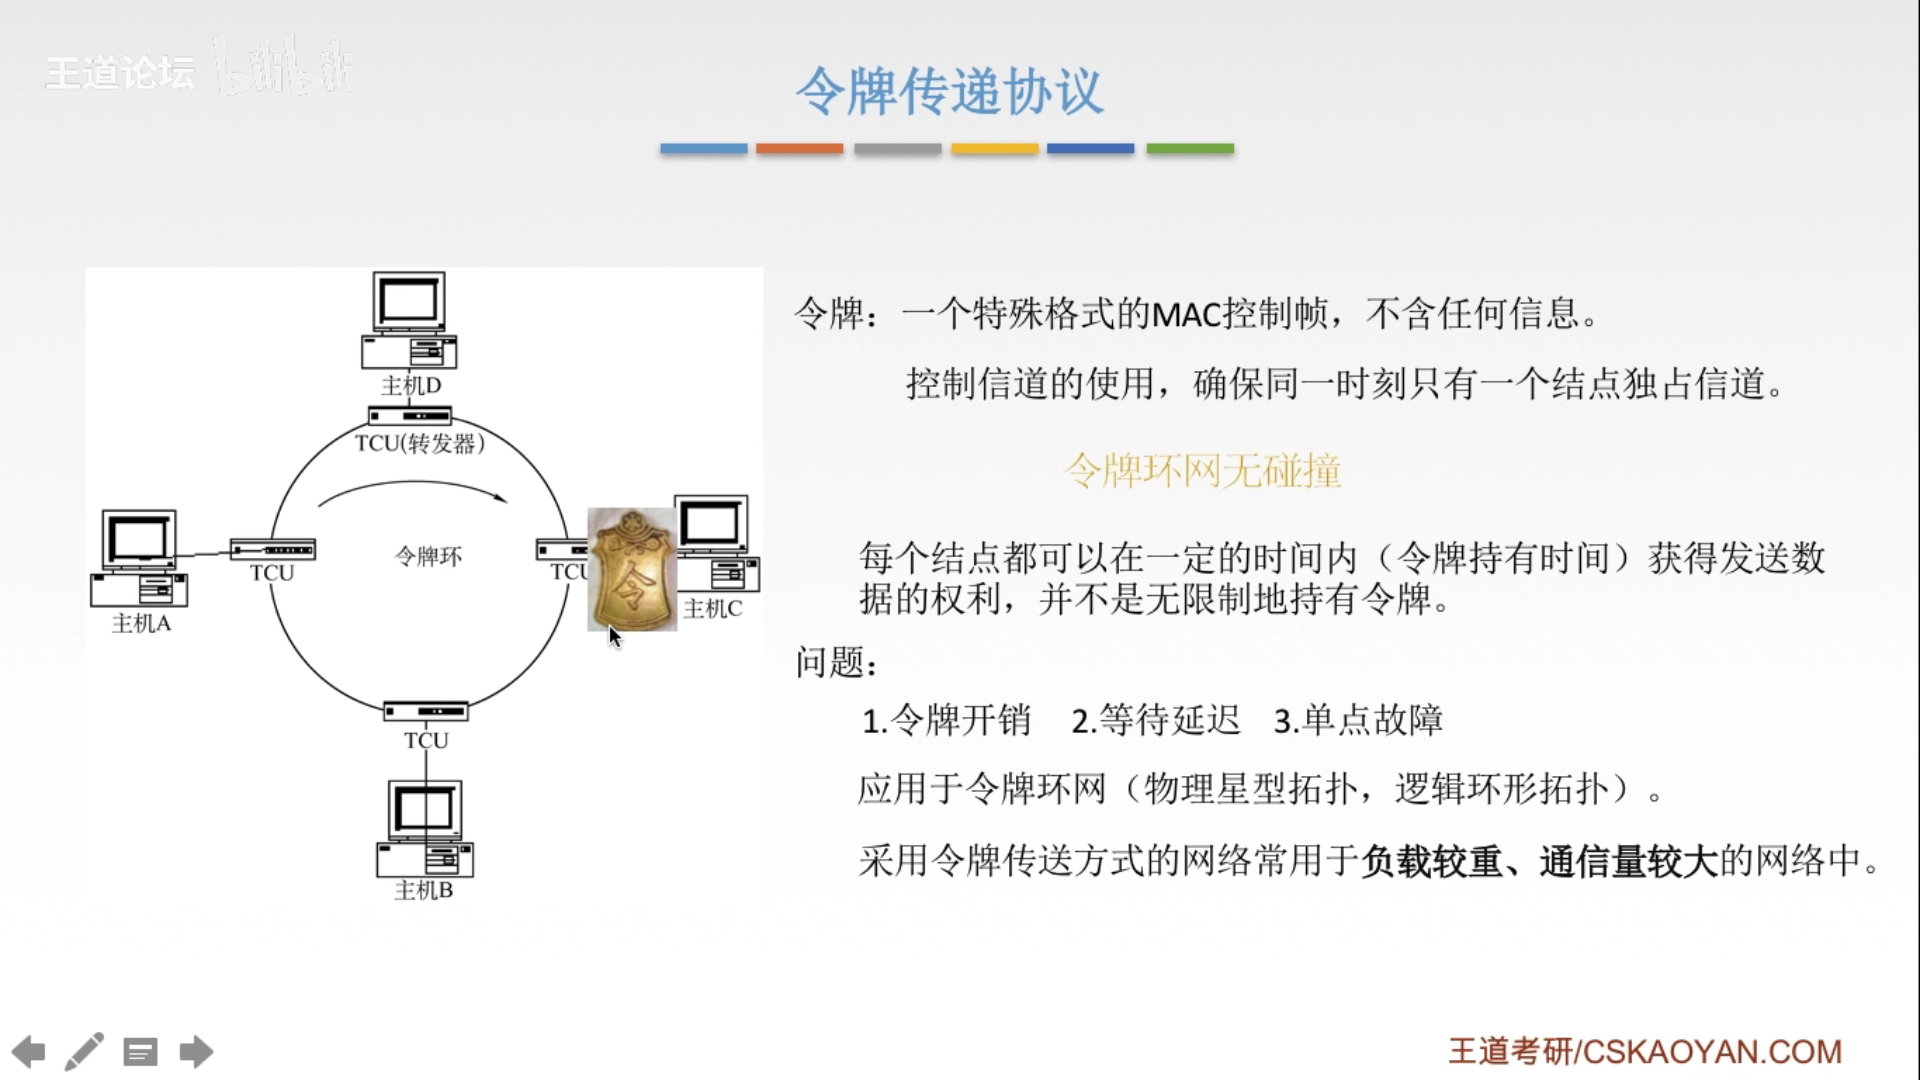 王道论坛 bilibili
令牌传递协议
主机D
TCU(转发器)
令牌环
TCU
主机A
TCU
令
主机C
TCU
主机B
令牌：一个特殊格式的MAC控制帧，不含任何信息。
控制信道的使用，确保同一时刻只有一个结点独占信道。
令牌环网无碰撞
每个结点都可以在一定的时间内（令牌持有时间）获得发送数
据的权利，并不是无限制地持有令牌。
问题：
1.令牌开销 2.等待延迟 3.单点故障
应用于令牌环网（物理星型拓扑，逻辑环形拓扑）。
采用令牌传送方式的网络常用于负载较重、通信量较大的网络中。
王道考研/CSKAOYAN.COM